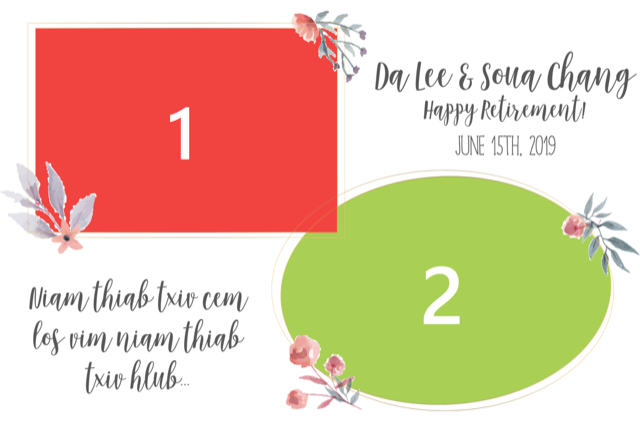 1
Da Lee & Soua Chang
Happy Retirement!
JUNE 15TH, 2019
2
Niam thiab txiv cem
los vim niam thiab
txiv hlub...